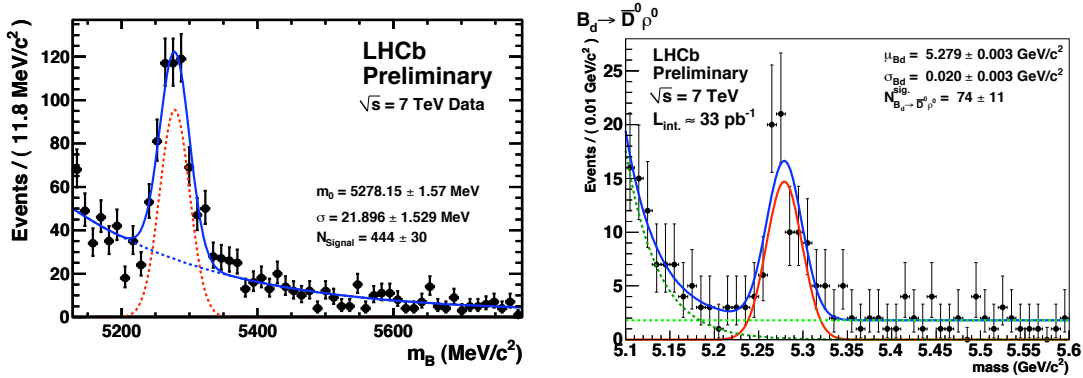 Events / ( 11.8 MeV/c² )
120
100
80
60
40
20
0
LHCb
Preliminary
√s = 7 TeV Data
m₀ = 5278.15 ± 1.57 MeV
σ = 21.896 ± 1.529 MeV
N_Signal = 444 ± 30
5200 5400 5600
m_B (MeV/c²)
B_d → D̅⁰ρ⁰
Events / ( 0.01 GeV/c² )
25
20
15
10
5
0
LHCb
Preliminary
√s = 7 TeV
L_int. ≈ 33 pb⁻¹
μ_Bd = 5.279 ± 0.003 GeV/c²
σ_Bd = 0.020 ± 0.003 GeV/c²
N^sig._{B_d → D̅⁰ρ⁰} = 74 ± 11
5.1 5.15 5.2 5.25 5.3 5.35 5.4 5.45 5.5 5.55 5.6
mass (GeV/c²)